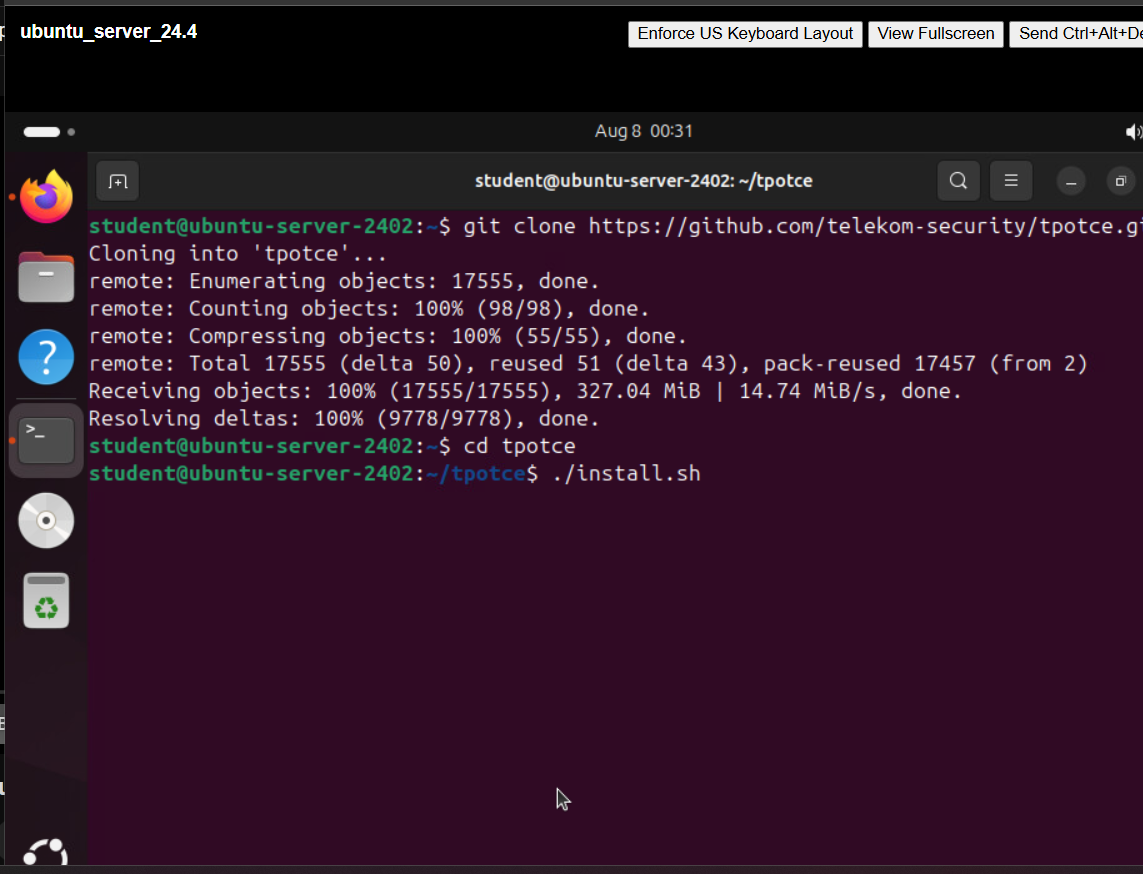 ubuntu_server_24.4
Enforce US Keyboard Layout
View Fullscreen
Send Ctrl+Alt+De
Aug 8 00:31
student@ubuntu-server-2402: ~/tpotce
student@ubuntu-server-2402:~$ git clone https://github.com/telekom-security/tpotce.gi
Cloning into 'tpotce'...
remote: Enumerating objects: 17555, done.
remote: Counting objects: 100% (98/98), done.
remote: Compressing objects: 100% (55/55), done.
remote: Total 17555 (delta 50), reused 51 (delta 43), pack-reused 17457 (from 2)
Receiving objects: 100% (17555/17555), 327.04 MiB | 14.74 MiB/s, done.
Resolving deltas: 100% (9778/9778), done.
student@ubuntu-server-2402:~$ cd tpotce
student@ubuntu-server-2402:~/tpotce$ ./install.sh